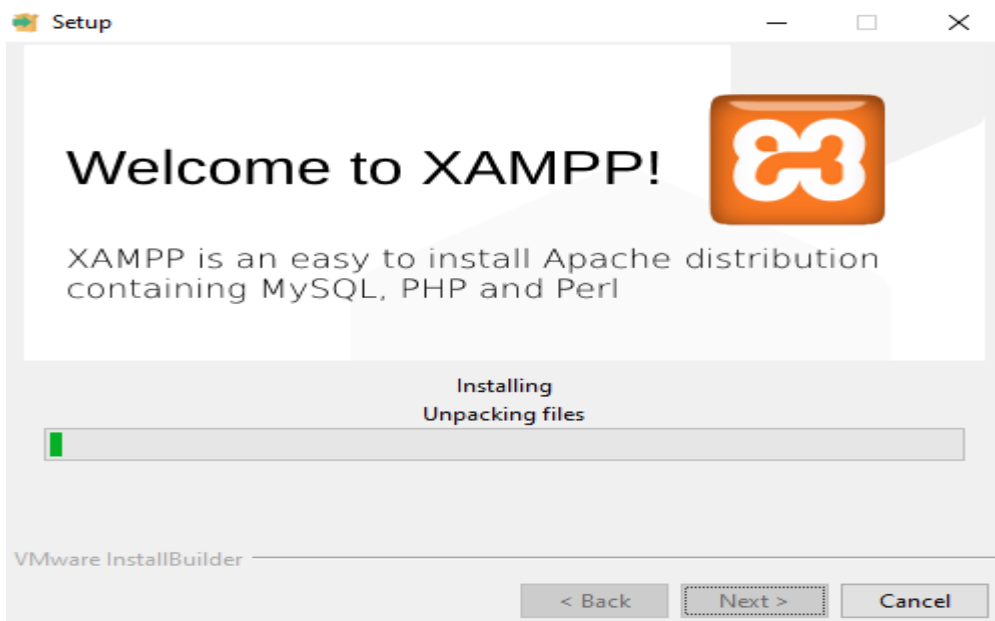 Setup
Welcome to XAMPP!
XAMPP is an easy to install Apache distribution
containing MySQL, PHP and Perl
Installing
Unpacking files
VMware InstallBuilder
< Back
Next >
Cancel